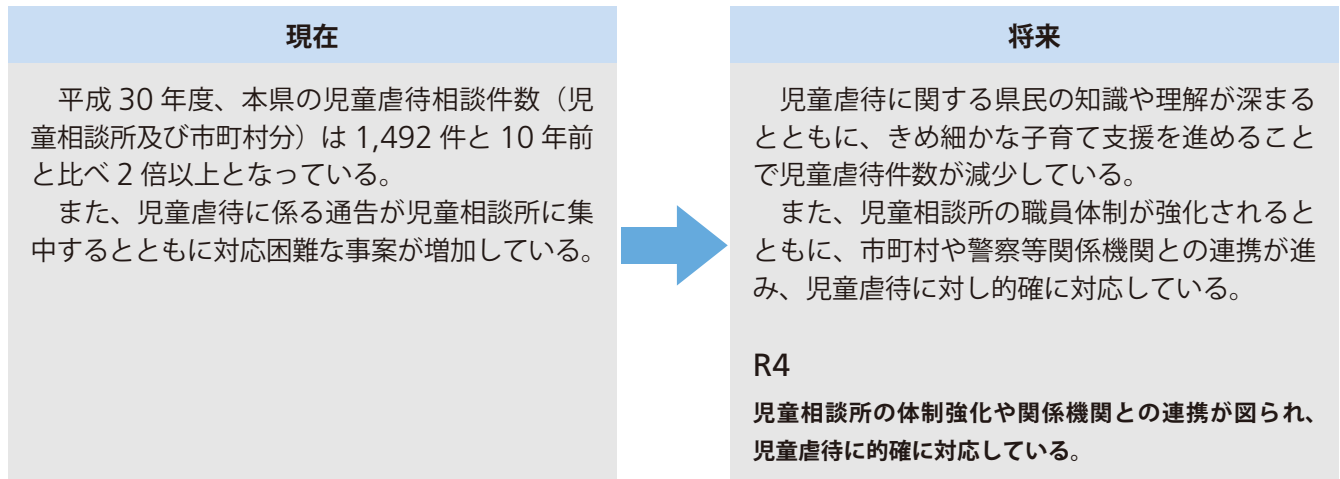 現在
　平成 30 年度、本県の児童虐待相談件数（児
童相談所及び市町村分）は 1,492 件と 10 年前
と比べ 2 倍以上となっている。
　また、児童虐待に係る通告が児童相談所に集
中するとともに対応困難な事案が増加している。
将来
　児童虐待に関する県民の知識や理解が深まる
とともに、きめ細かな子育て支援を進めること
で児童虐待件数が減少している。
　また、児童相談所の職員体制が強化されると
ともに、市町村や警察等関係機関との連携が進
み、児童虐待に対し的確に対応している。
R4
児童相談所の体制強化や関係機関との連携が図られ、
児童虐待に的確に対応している。